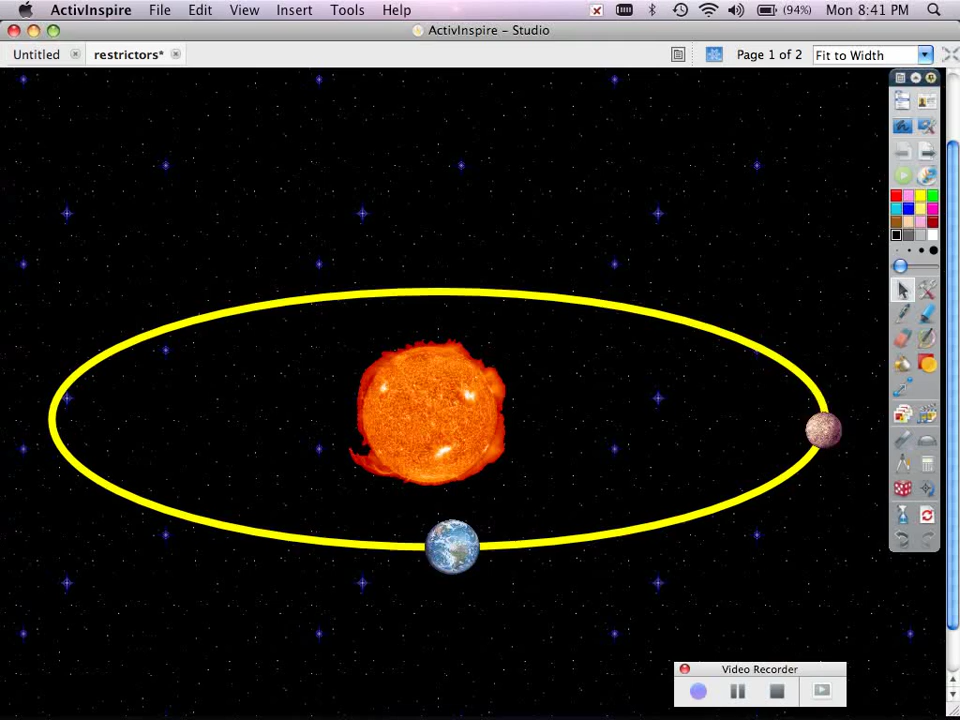 ActivInspire File Edit View Insert Tools Help (94%) Mon 8:41 PM
ActivInspire – Studio
Untitled restrictors* Page 1 of 2 Fit to Width
Video Recorder